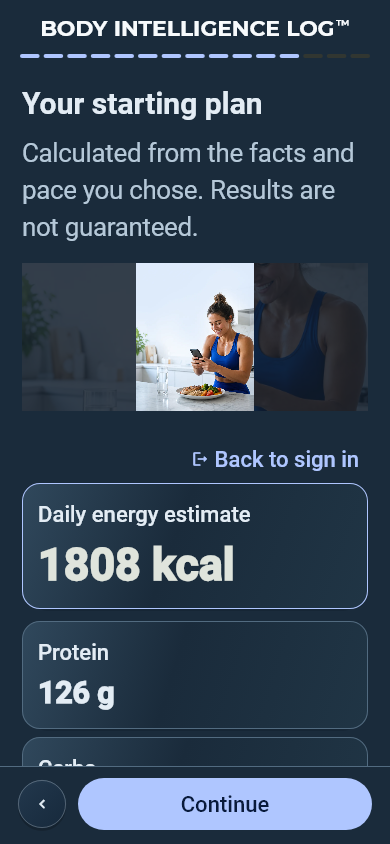 BODY INTELLIGENCE LOG™
Your starting plan
Calculated from the facts and
pace you chose. Results are
not guaranteed.
Back to sign in
Daily energy estimate
1808 kcal
Protein
126 g
Carbs
Continue